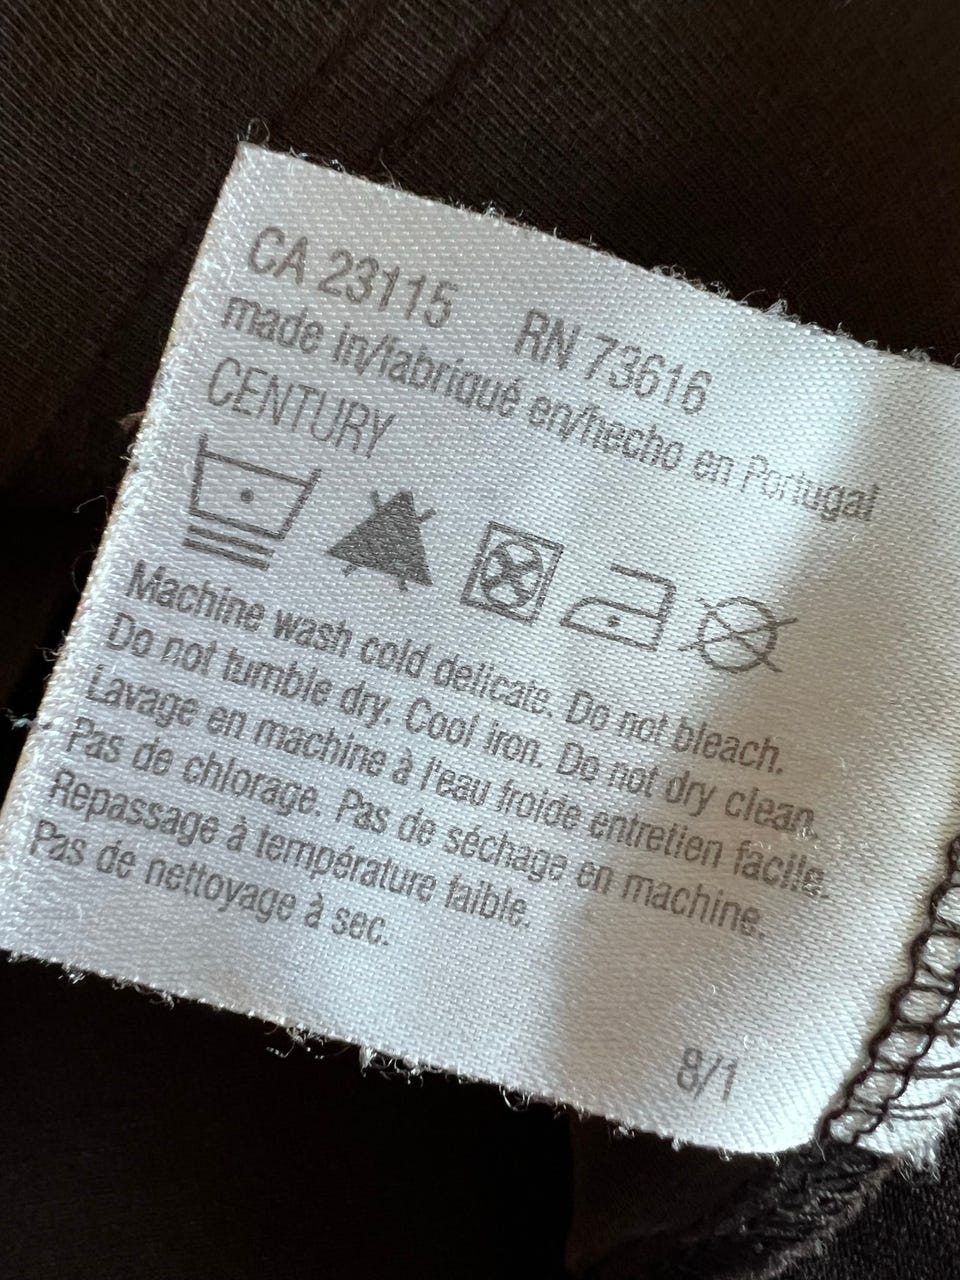 CA 23115 RN 73616
made in/fabriqué en/hecho en Portugal
CENTURY
Machine wash cold delicate. Do not bleach.
Do not tumble dry. Cool iron. Do not dry clean.
Lavage en machine à l'eau froide entretien facile.
Pas de chlorage. Pas de séchage en machine.
Repassage à température faible.
Pas de nettoyage à sec.
8/1